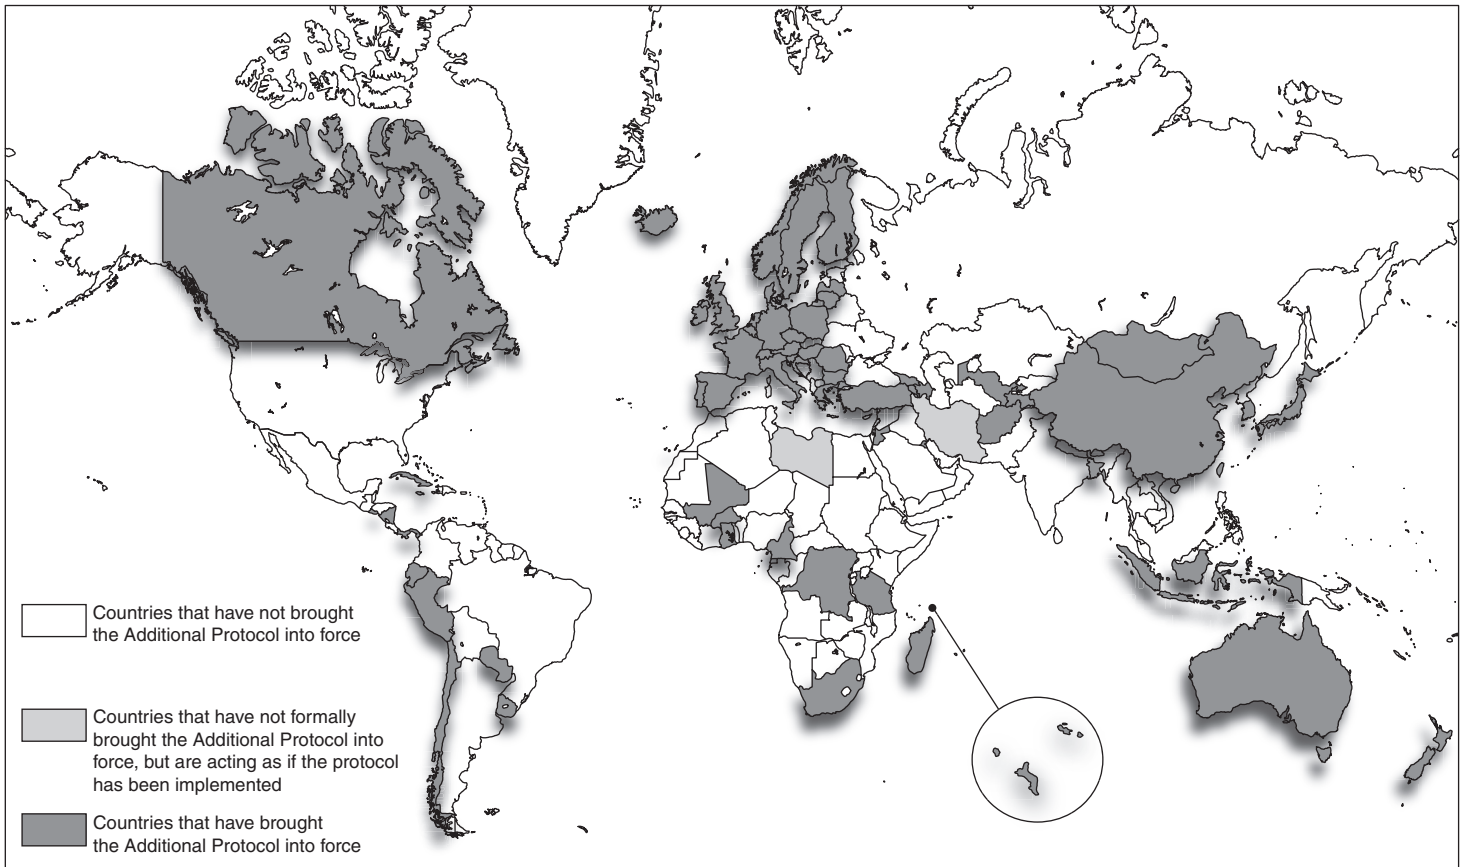 Countries that have not brought
the Additional Protocol into force
Countries that have not formally
brought the Additional Protocol into
force, but are acting as if the protocol
has been implemented
Countries that have brought
the Additional Protocol into force